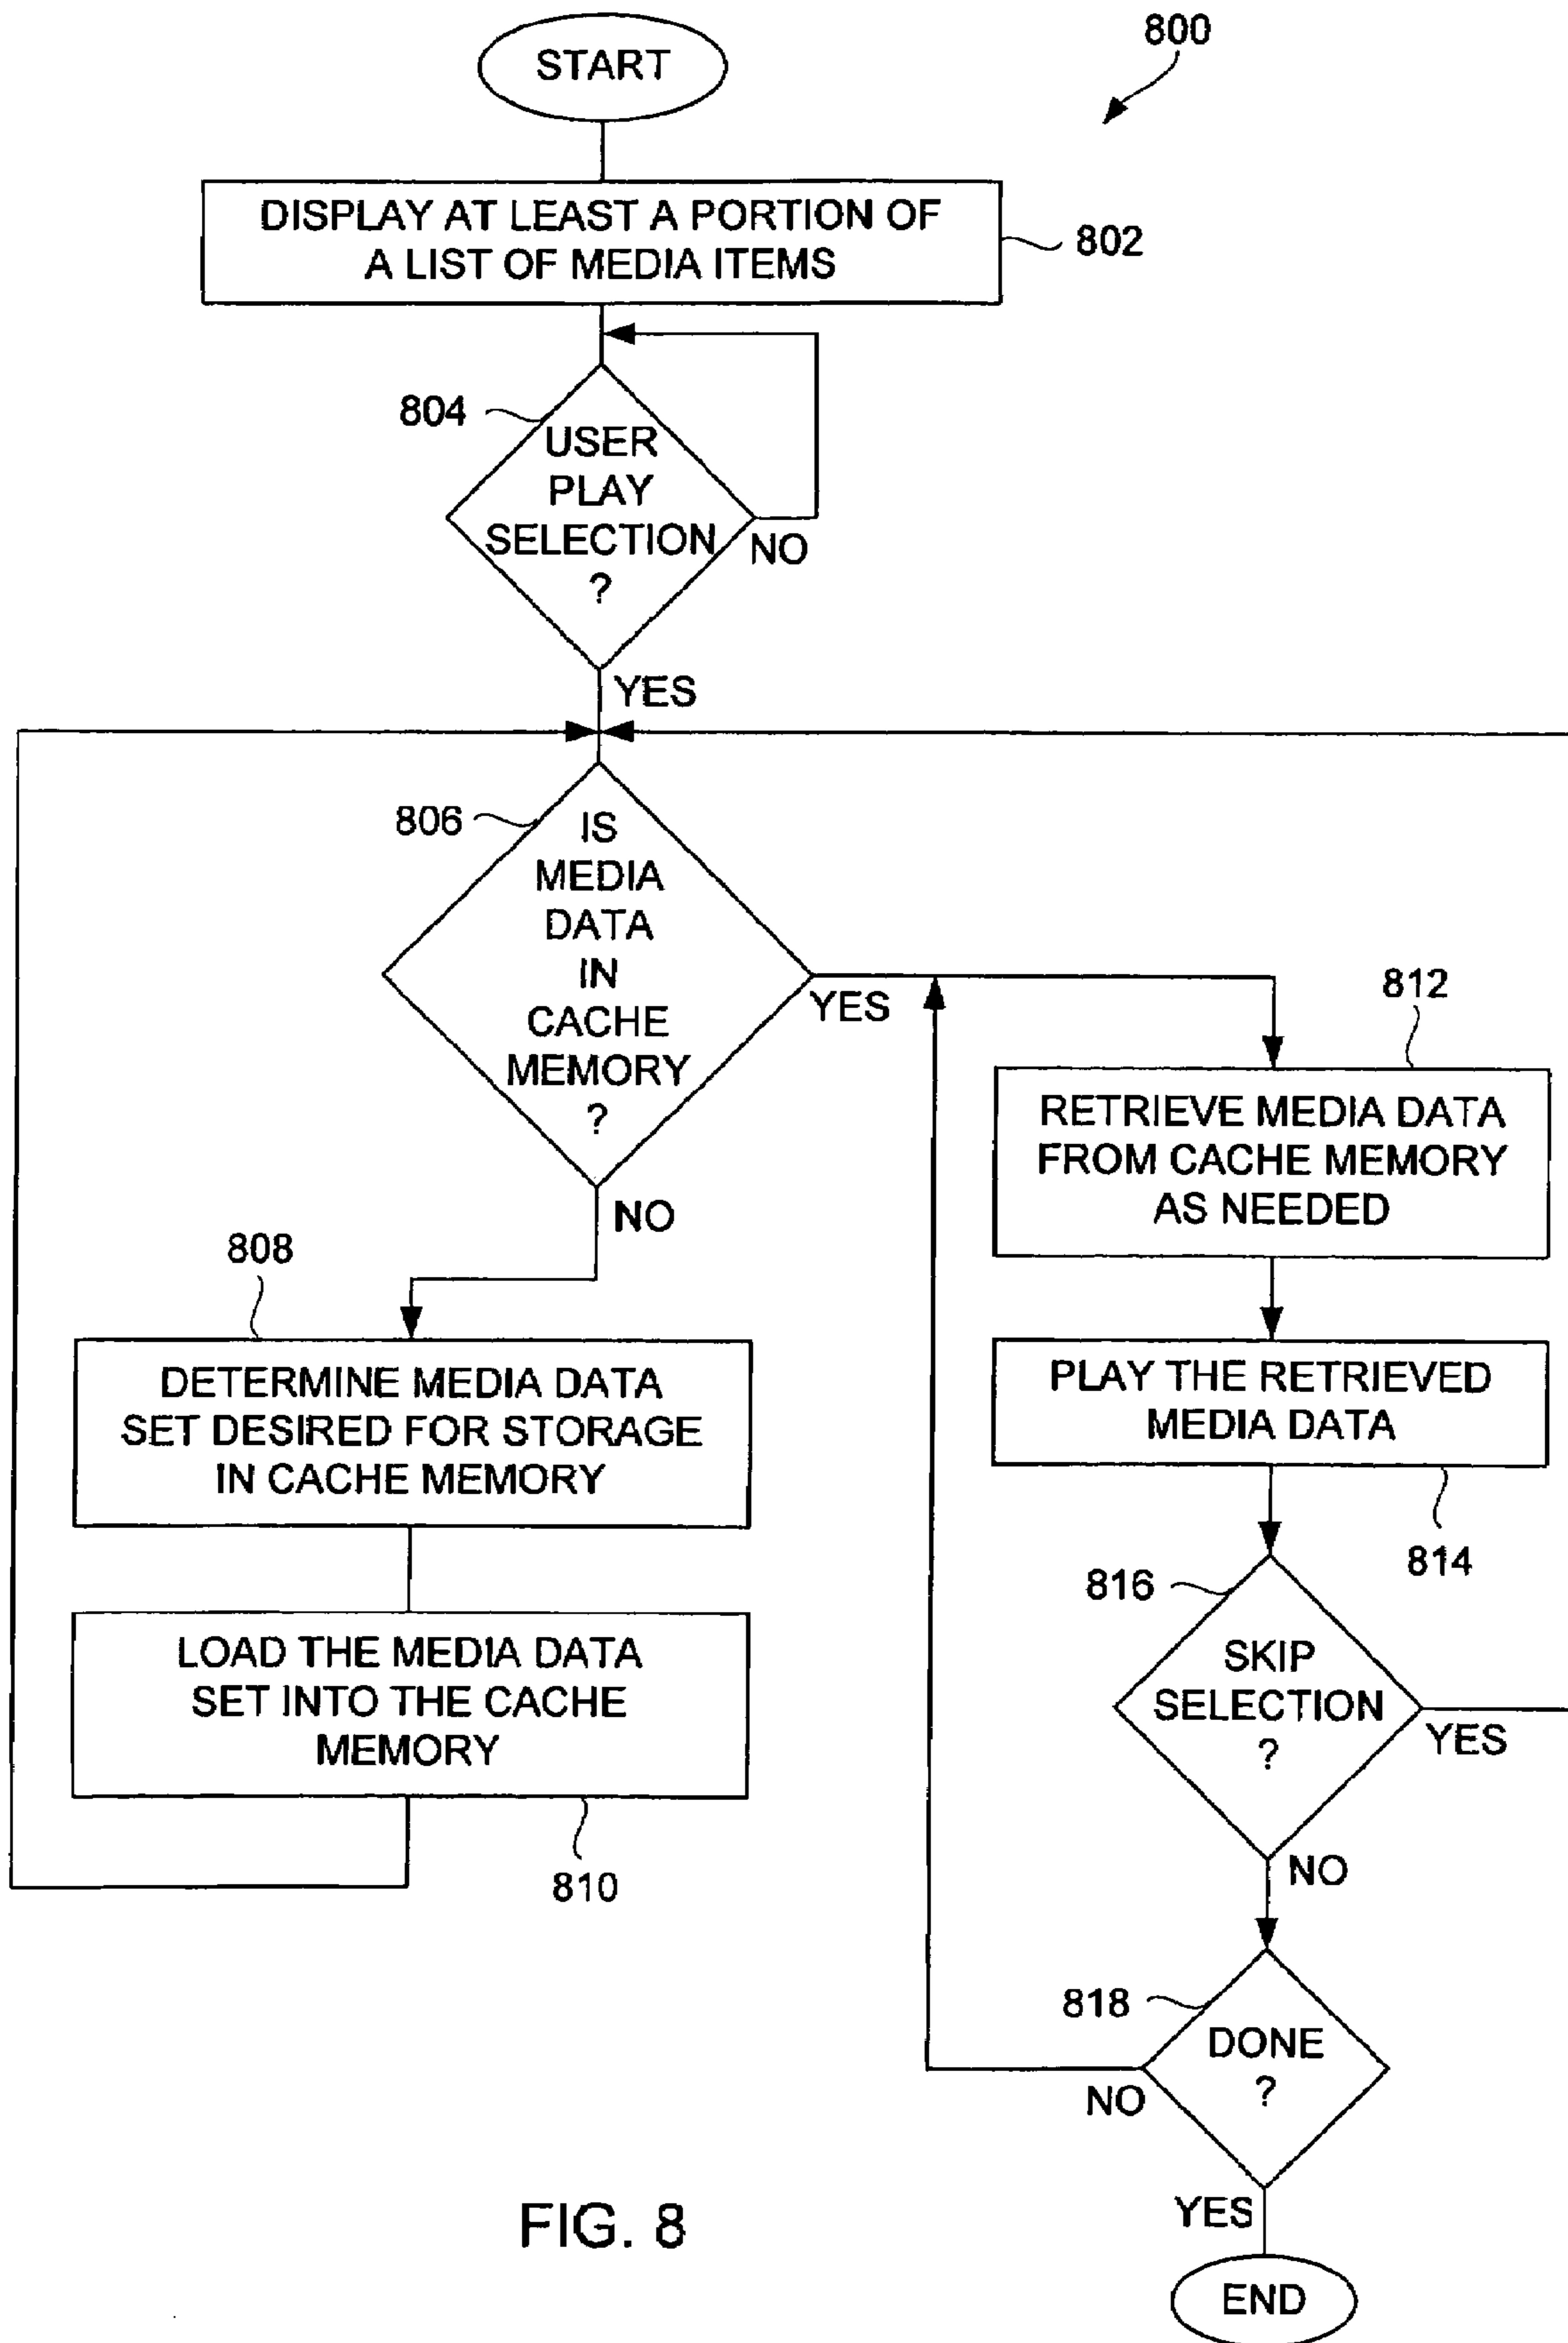 800
START
DISPLAY AT LEAST A PORTION OF
A LIST OF MEDIA ITEMS
802
804
USER
PLAY
SELECTION
?
NO
YES
806
IS
MEDIA
DATA
IN
CACHE
MEMORY
?
YES
NO
808
DETERMINE MEDIA DATA
SET DESIRED FOR STORAGE
IN CACHE MEMORY
LOAD THE MEDIA DATA
SET INTO THE CACHE
MEMORY
810
812
RETRIEVE MEDIA DATA
FROM CACHE MEMORY
AS NEEDED
PLAY THE RETRIEVED
MEDIA DATA
814
816
SKIP
SELECTION
?
YES
NO
818
DONE
?
NO
YES
END
FIG. 8